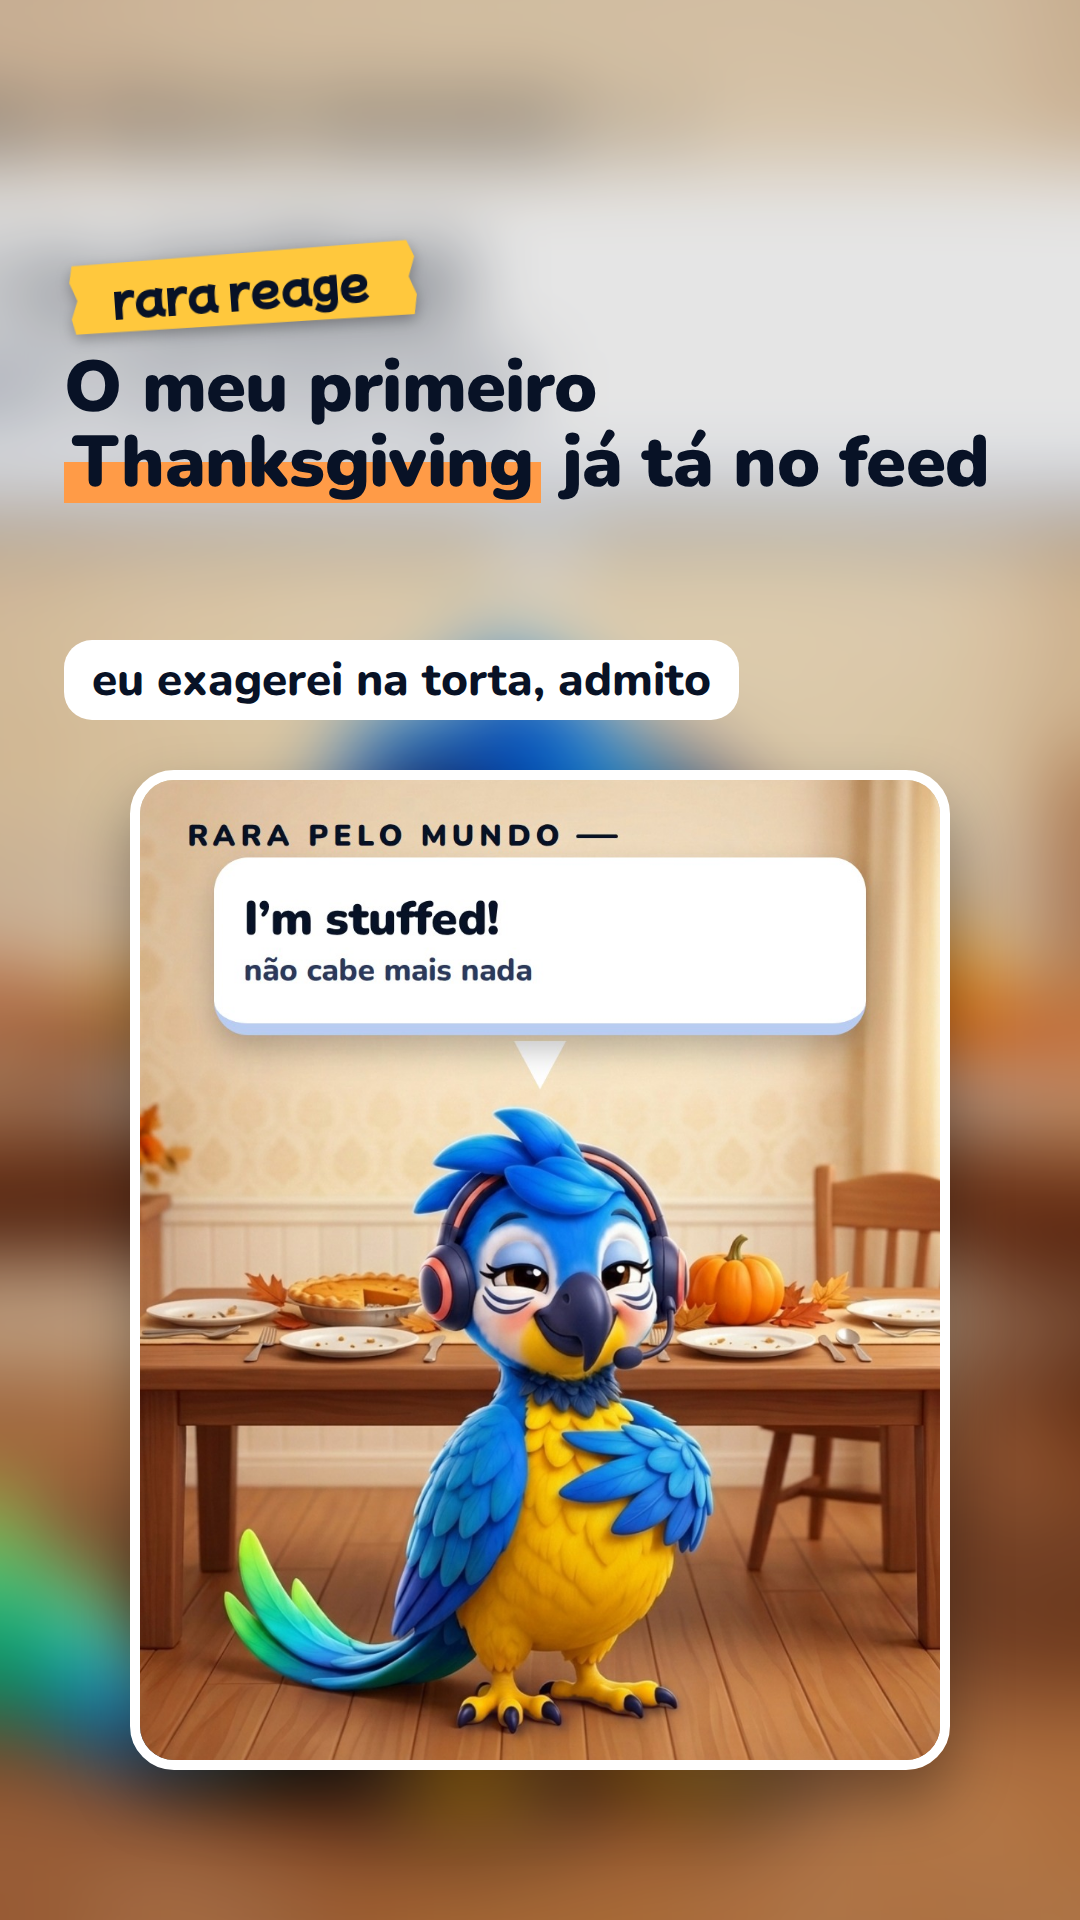 rara reage
O meu primeiro
Thanksgiving já tá no feed
eu exagerei na torta, admito
RARA PELO MUNDO —
I’m stuffed!
não cabe mais nada